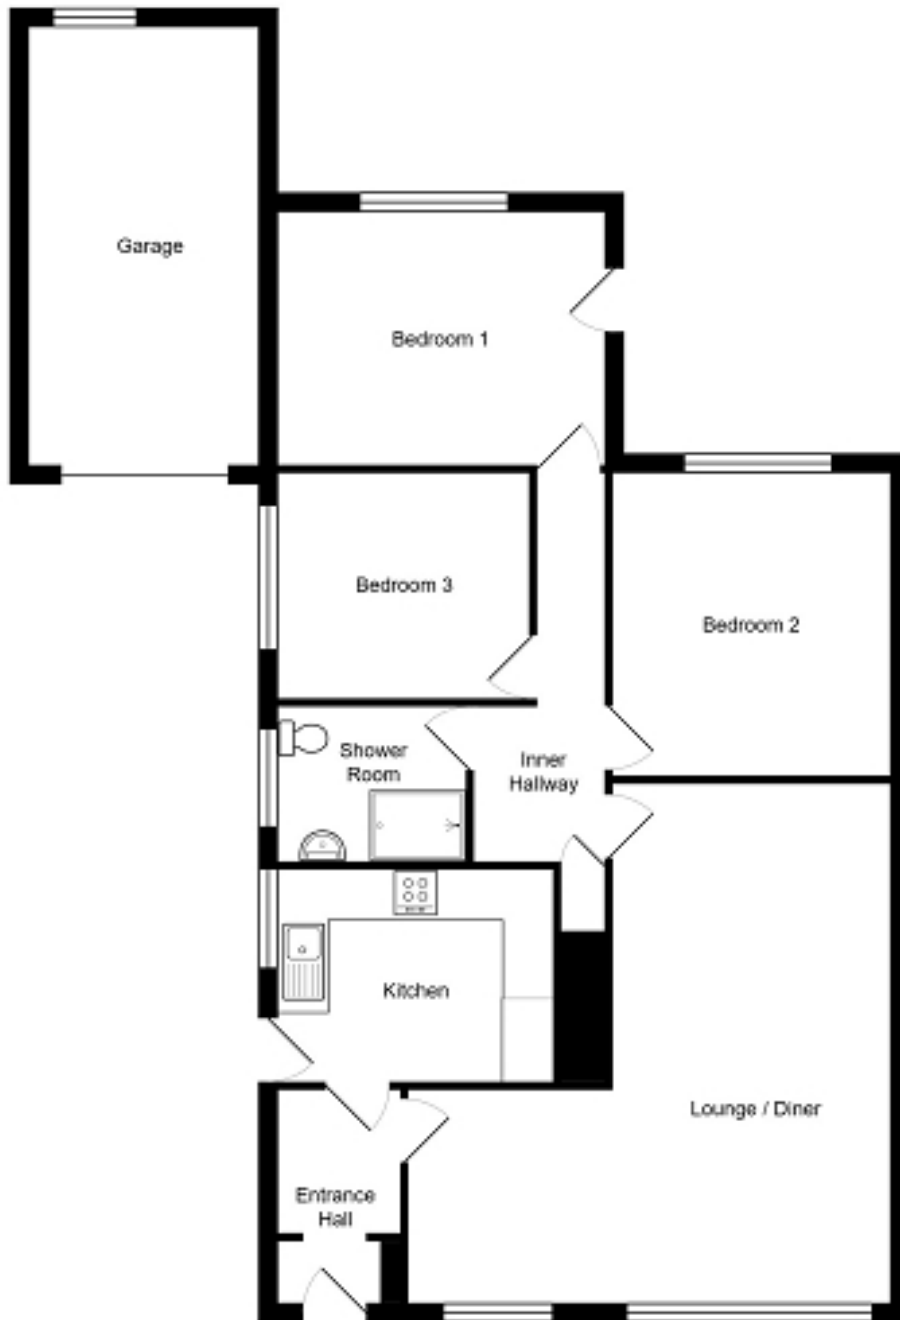 Garage
Bedroom 1
Bedroom 3
Bedroom 2
Shower
Room
Inner
Hallway
Kitchen
Lounge / Diner
Entrance
Hall